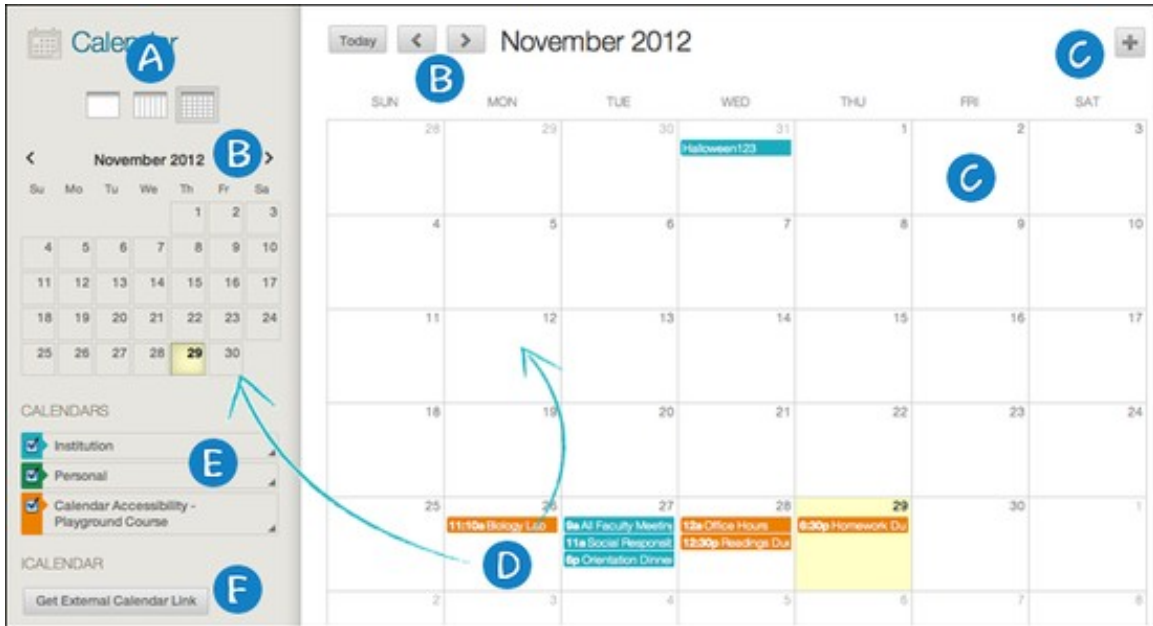 Calendar
A
November 2012
B
Su Mo Tu We Th Fr Sa
1 2 3
4 5 6 7 8 9 10
11 12 13 14 15 16 17
18 19 20 21 22 23 24
25 26 27 28 29 30
CALENDARS
Institution
E
Personal
Calendar Accessibility -
Playground Course
ICALENDAR
Get External Calendar Link
F
Today November 2012
B
C
SUN MON TUE WED THU FRI SAT
28 29 30 31 1 2 3
Halloween123
C
4 5 6 7 8 9 10
11 12 13 14 15 16 17
18 19 20 21 22 23 24
25 26 27 28 29 30 1
11:10a Biology Lab 9a All Faculty Meetin 12a Office Hours 6:30p Homework Du
11a Social Responsib 12:30p Readings Due
6p Orientation Dinner
D
2 3 4 5 6 7 8